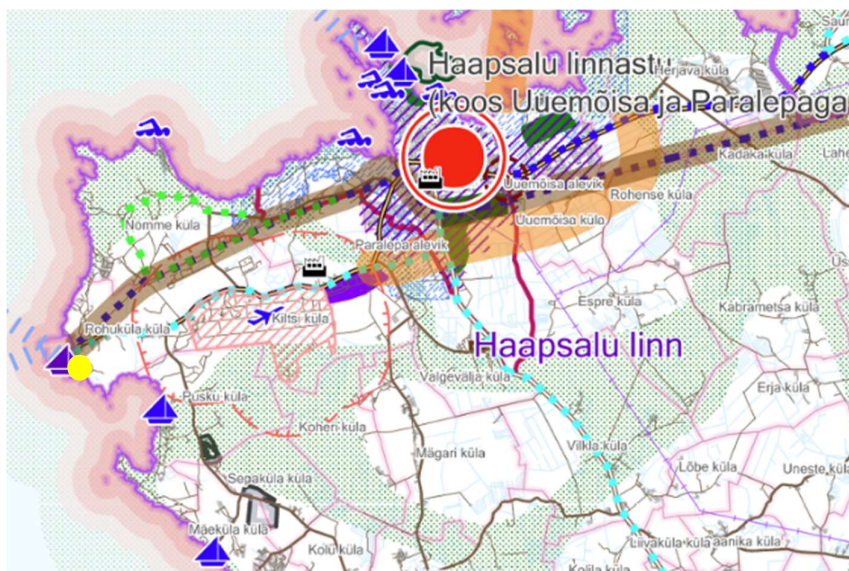 Haapsalu linnastu
Herjava küla
(koos Uuemõisa ja Paralepaga
Kadaka küla
Uuemõisa alevik
Rohense küla
Nõmme küla
Uuemõisa küla
Paralepa alevik
Espre küla
Kabrametsa küla
Kiltsi küla
Rohuküla küla
Haapsalu linn
Valgevälja küla
Erja küla
Pusku küla
Koheri küla
Vilkla küla
Mägari küla
Lõbe küla
Uneste küla
Sepaküla küla
Mäeküla küla
Kolu küla
Liivaküla küla
Kolila küla